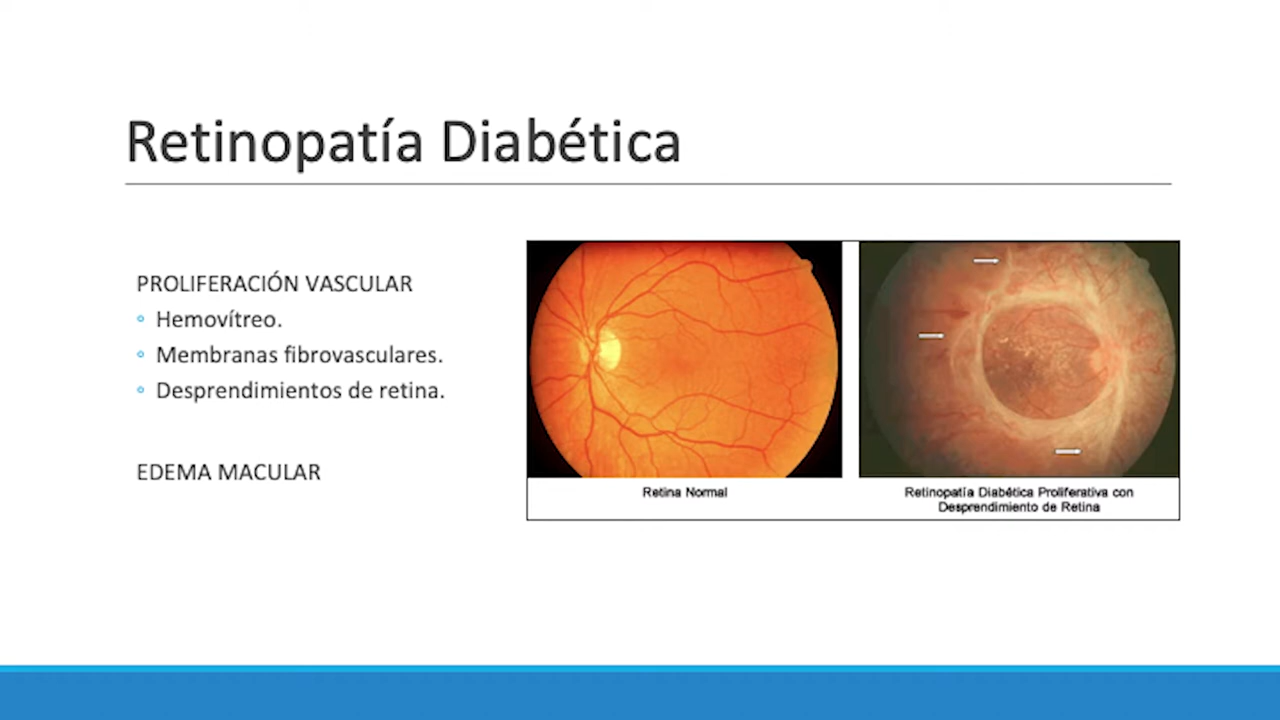 Retinopatía Diabética
PROLIFERACIÓN VASCULAR
◦ Hemovítreo.
◦ Membranas fibrovasculares.
◦ Desprendimientos de retina.
EDEMA MACULAR
Retina Normal
Retinopatía Diabética Proliferativa con
Desprendimiento de Retina